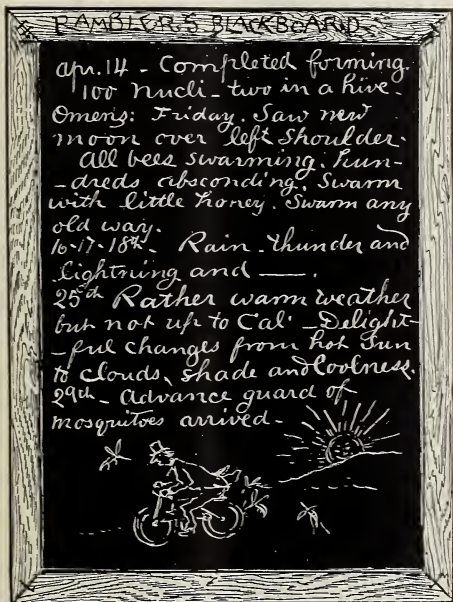 RAMBLER'S BLACKBOARD
Apr. 14 - Completed forming.
100 nucli - two in a hive -
Omens: Friday. Saw new
moon over left shoulder -
All bees swarming. hun-
-dreds absconding. Swarm
with little honey. Swarm any
old way.
16-17-18th - Rain - thunder and
lightning and ——.
25th Rather warm weather
but not up to Cal' - Delight-
-ful changes from hot sun
to clouds, shade and coolness.
29th - Advance guard of
mosquitoes arrived -